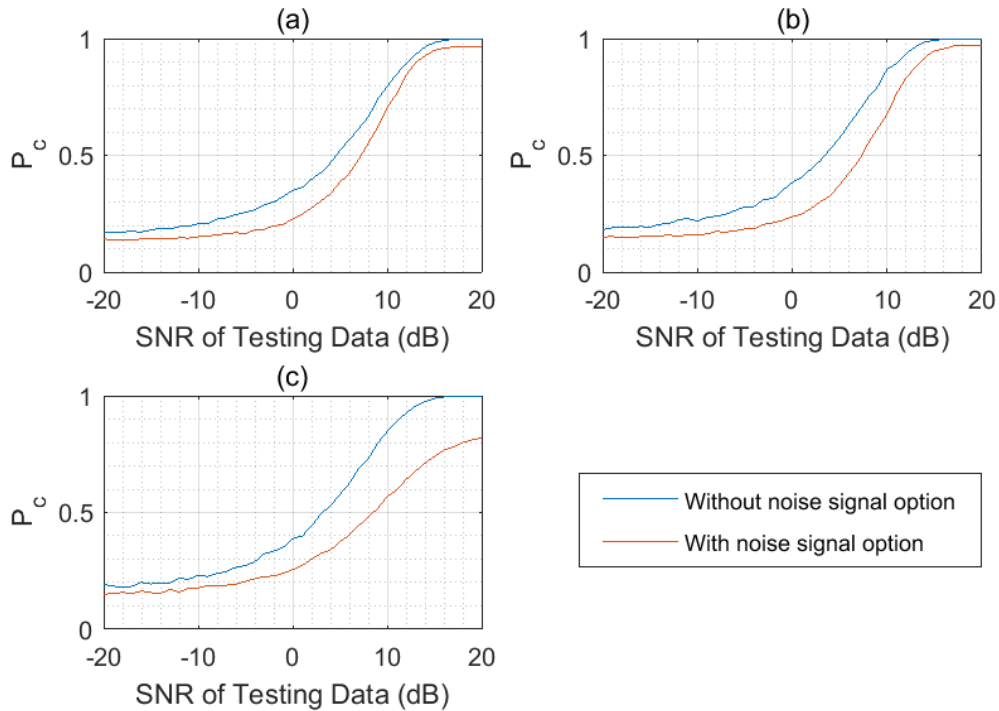 (a)
1
0.5
0
P_c
-20
-10
0
10
20
SNR of Testing Data (dB)
(b)
1
0.5
0
P_c
-20
-10
0
10
20
SNR of Testing Data (dB)
(c)
1
0.5
0
P_c
-20
-10
0
10
20
SNR of Testing Data (dB)
Without noise signal option
With noise signal option